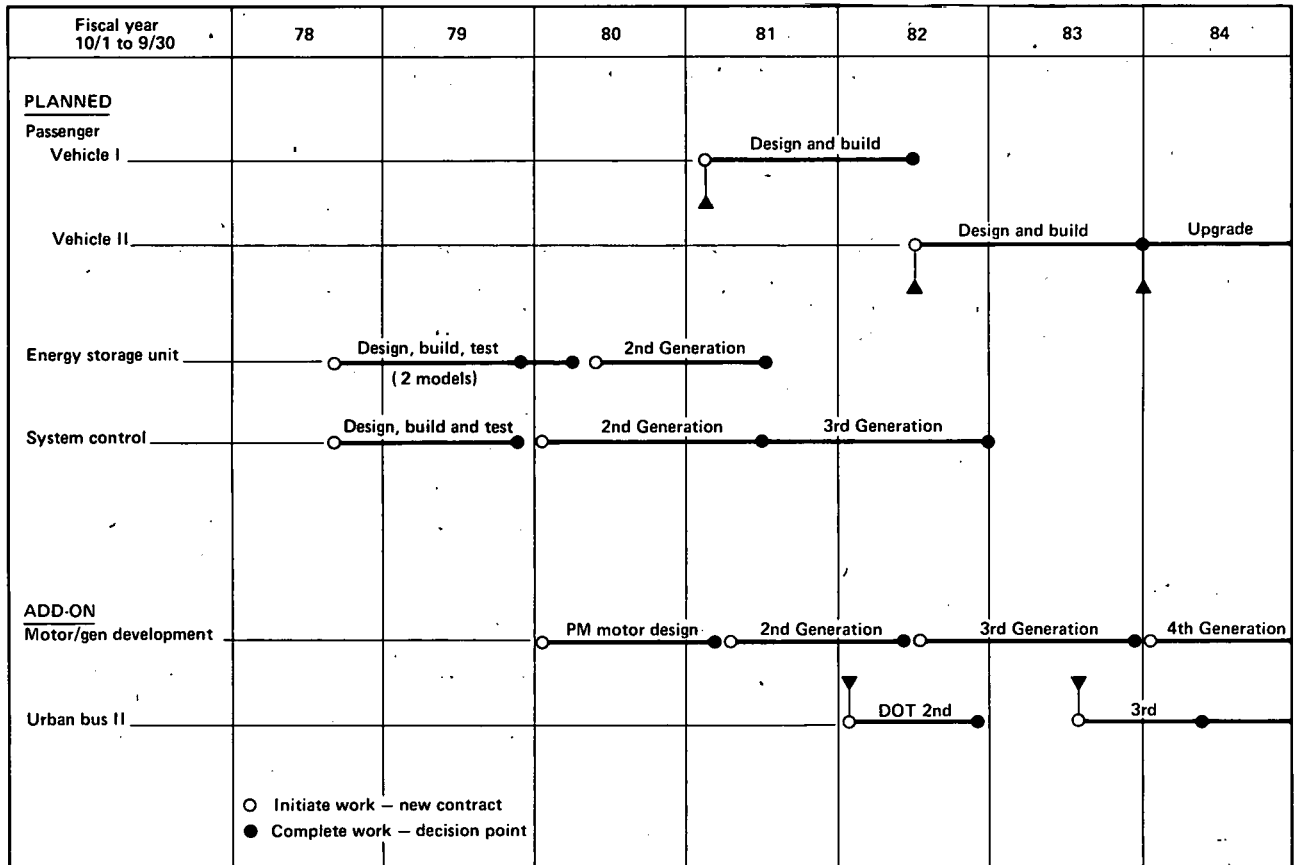 Fiscal year
10/1 to 9/30
78
79
80
81
82
83
84
PLANNED
Passenger
Vehicle I
Design and build
Vehicle II
Design and build
Upgrade
Energy storage unit
Design, build, test
(2 models)
2nd Generation
System control
Design, build and test
2nd Generation
3rd Generation
ADD-ON
Motor/gen development
PM motor design
2nd Generation
3rd Generation
4th Generation
Urban bus II
DOT 2nd
3rd
Initiate work – new contract
Complete work – decision point